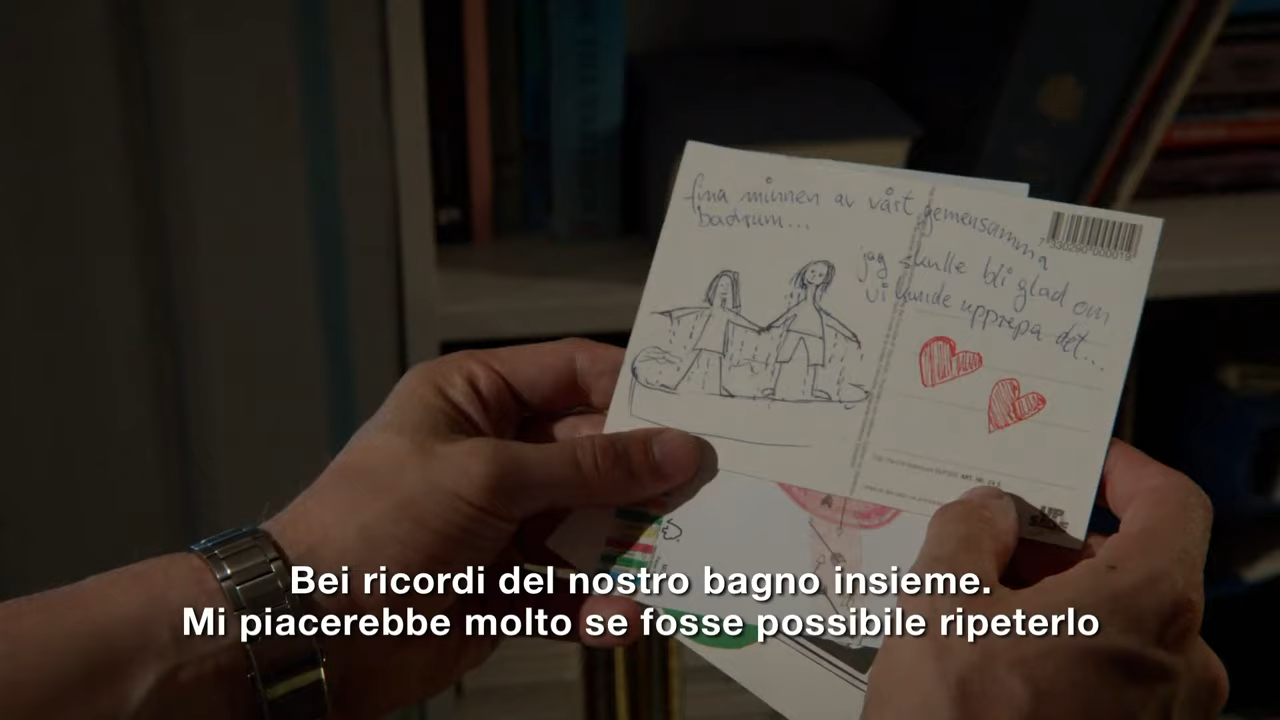 fina minnen av vårt gemensamma
badrum...
jag skulle bli glad om
vi kunde upprepa det...
Bei ricordi del nostro bagno insieme.
Mi piacerebbe molto se fosse possibile ripeterlo